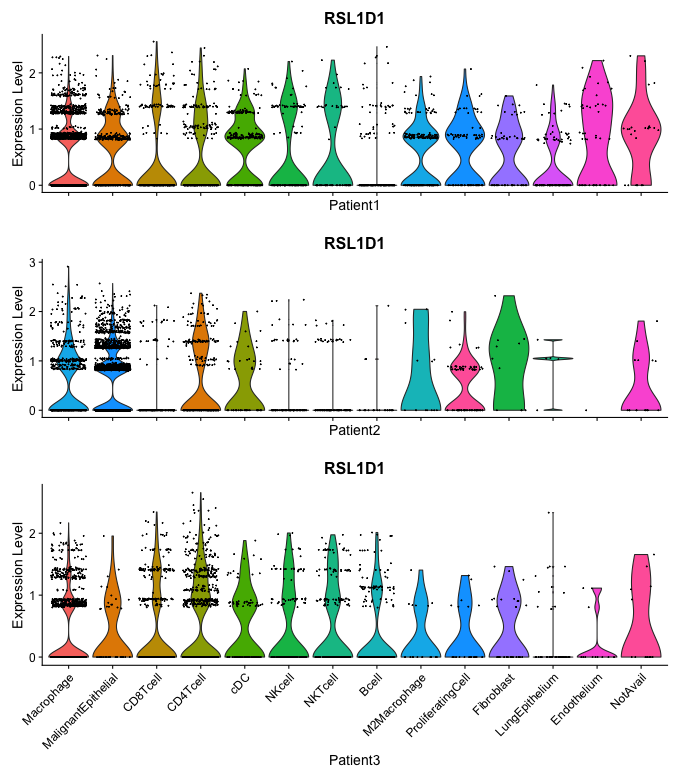 RSL1D1
Expression Level
2
1
0
Patient1
RSL1D1
Expression Level
3
2
1
0
Patient2
RSL1D1
Expression Level
2
1
0
Macrophage
MalignantEpithelial
CD8Tcell
CD4Tcell
cDC
NKcell
NKTcell
Bcell
M2Macrophage
ProliferatingCell
Fibroblast
LungEpithelium
Endothelium
NotAvail
Patient3